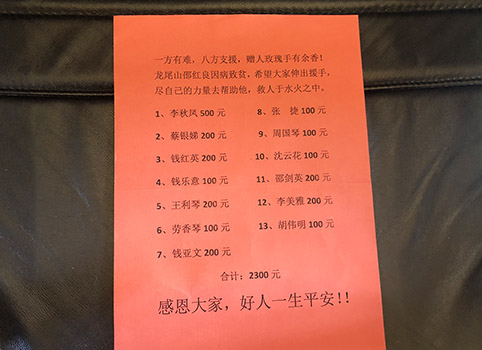 一方有难，八方支援，赠人玫瑰手有余香！
龙尾山邵红良因病致贫，希望大家伸出援手，
尽自己的力量去帮助他，救人于水火之中。
1、李秋凤 500 元
2、蔡银娣 200 元
3、钱红英 200 元
4、钱乐意 100 元
5、王利琴 200 元
6、劳香琴 100 元
7、钱亚文 200 元
8、张 捷 100 元
9、周国琴 100 元
10、沈云花 100 元
11、邵剑英 200 元
12、李美雅 200 元
13、胡伟明 100 元
合计：2300 元
感恩大家，好人一生平安！！